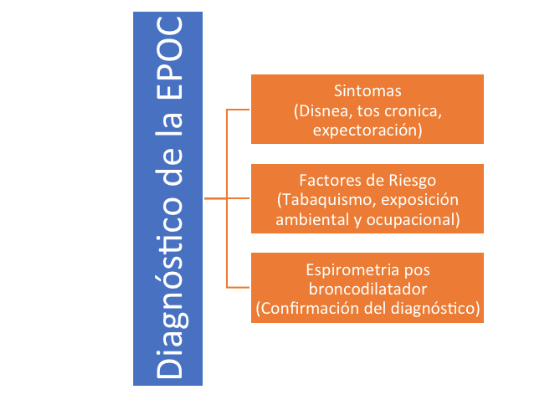 Diagnóstico de la EPOC
Sintomas
(Disnea, tos cronica,
expectoración)
Factores de Riesgo
(Tabaquismo, exposición
ambiental y ocupacional)
Espirometria pos
broncodilatador
(Confirmación del diagnóstico)